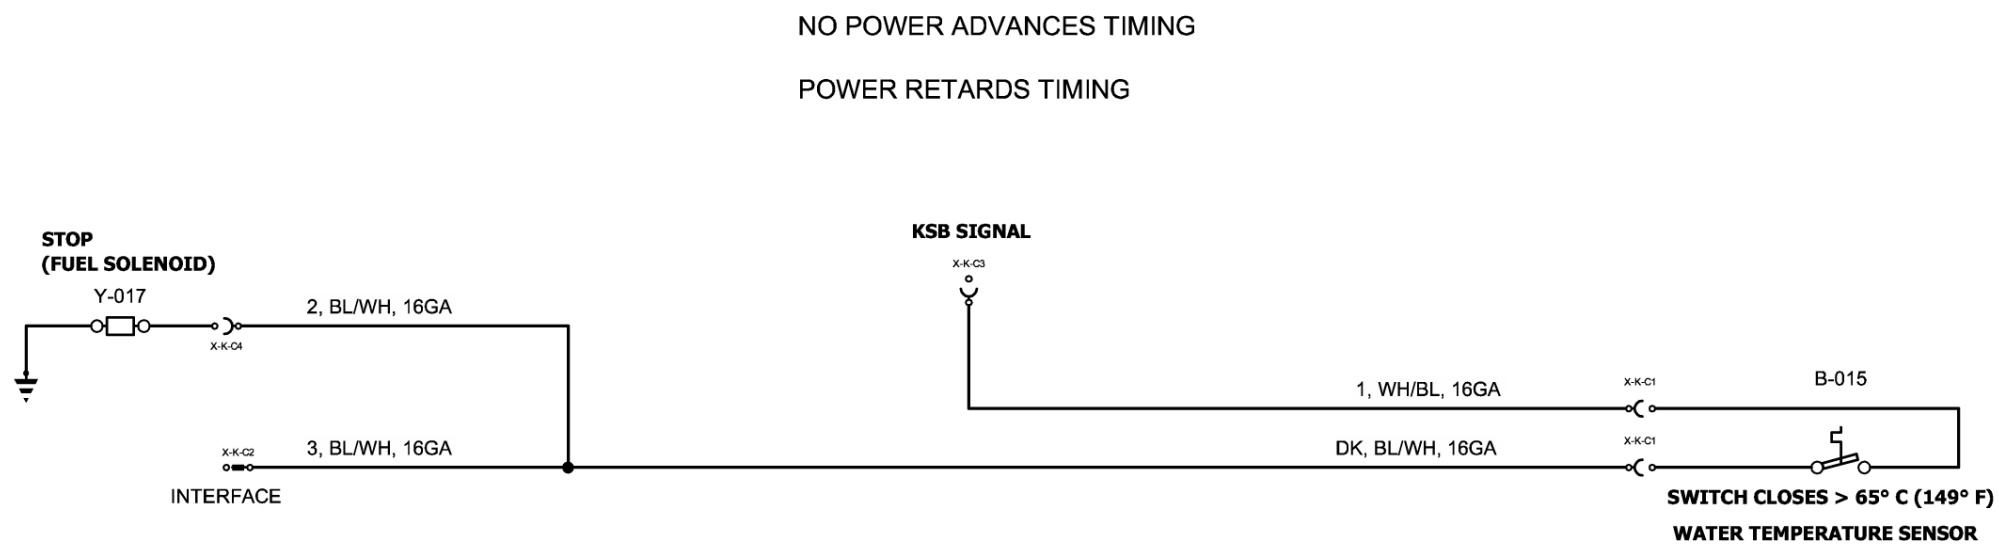 NO POWER ADVANCES TIMING
POWER RETARDS TIMING
STOP
(FUEL SOLENOID)
Y-017
X-K-C4
2, BL/WH, 16GA
KSB SIGNAL
X-K-C3
1, WH/BL, 16GA
X-K-C1
B-015
X-K-C2
3, BL/WH, 16GA
INTERFACE
DK, BL/WH, 16GA
X-K-C1
SWITCH CLOSES > 65° C (149° F)
WATER TEMPERATURE SENSOR